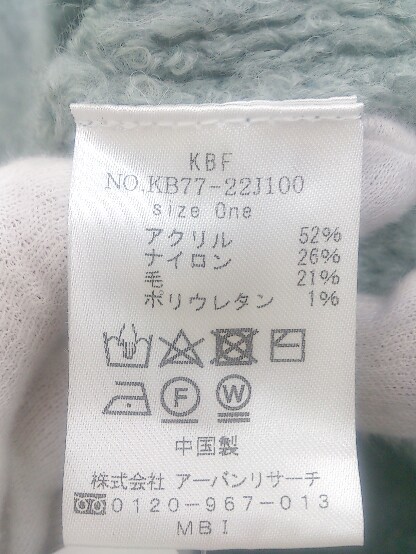 KBF
NO.KB77-22J100
size One
アクリル 52%
ナイロン 26%
毛 21%
ポリウレタン 1%
F W
中国製
株式会社 アーバンリサーチ
0120-967-013
MBI